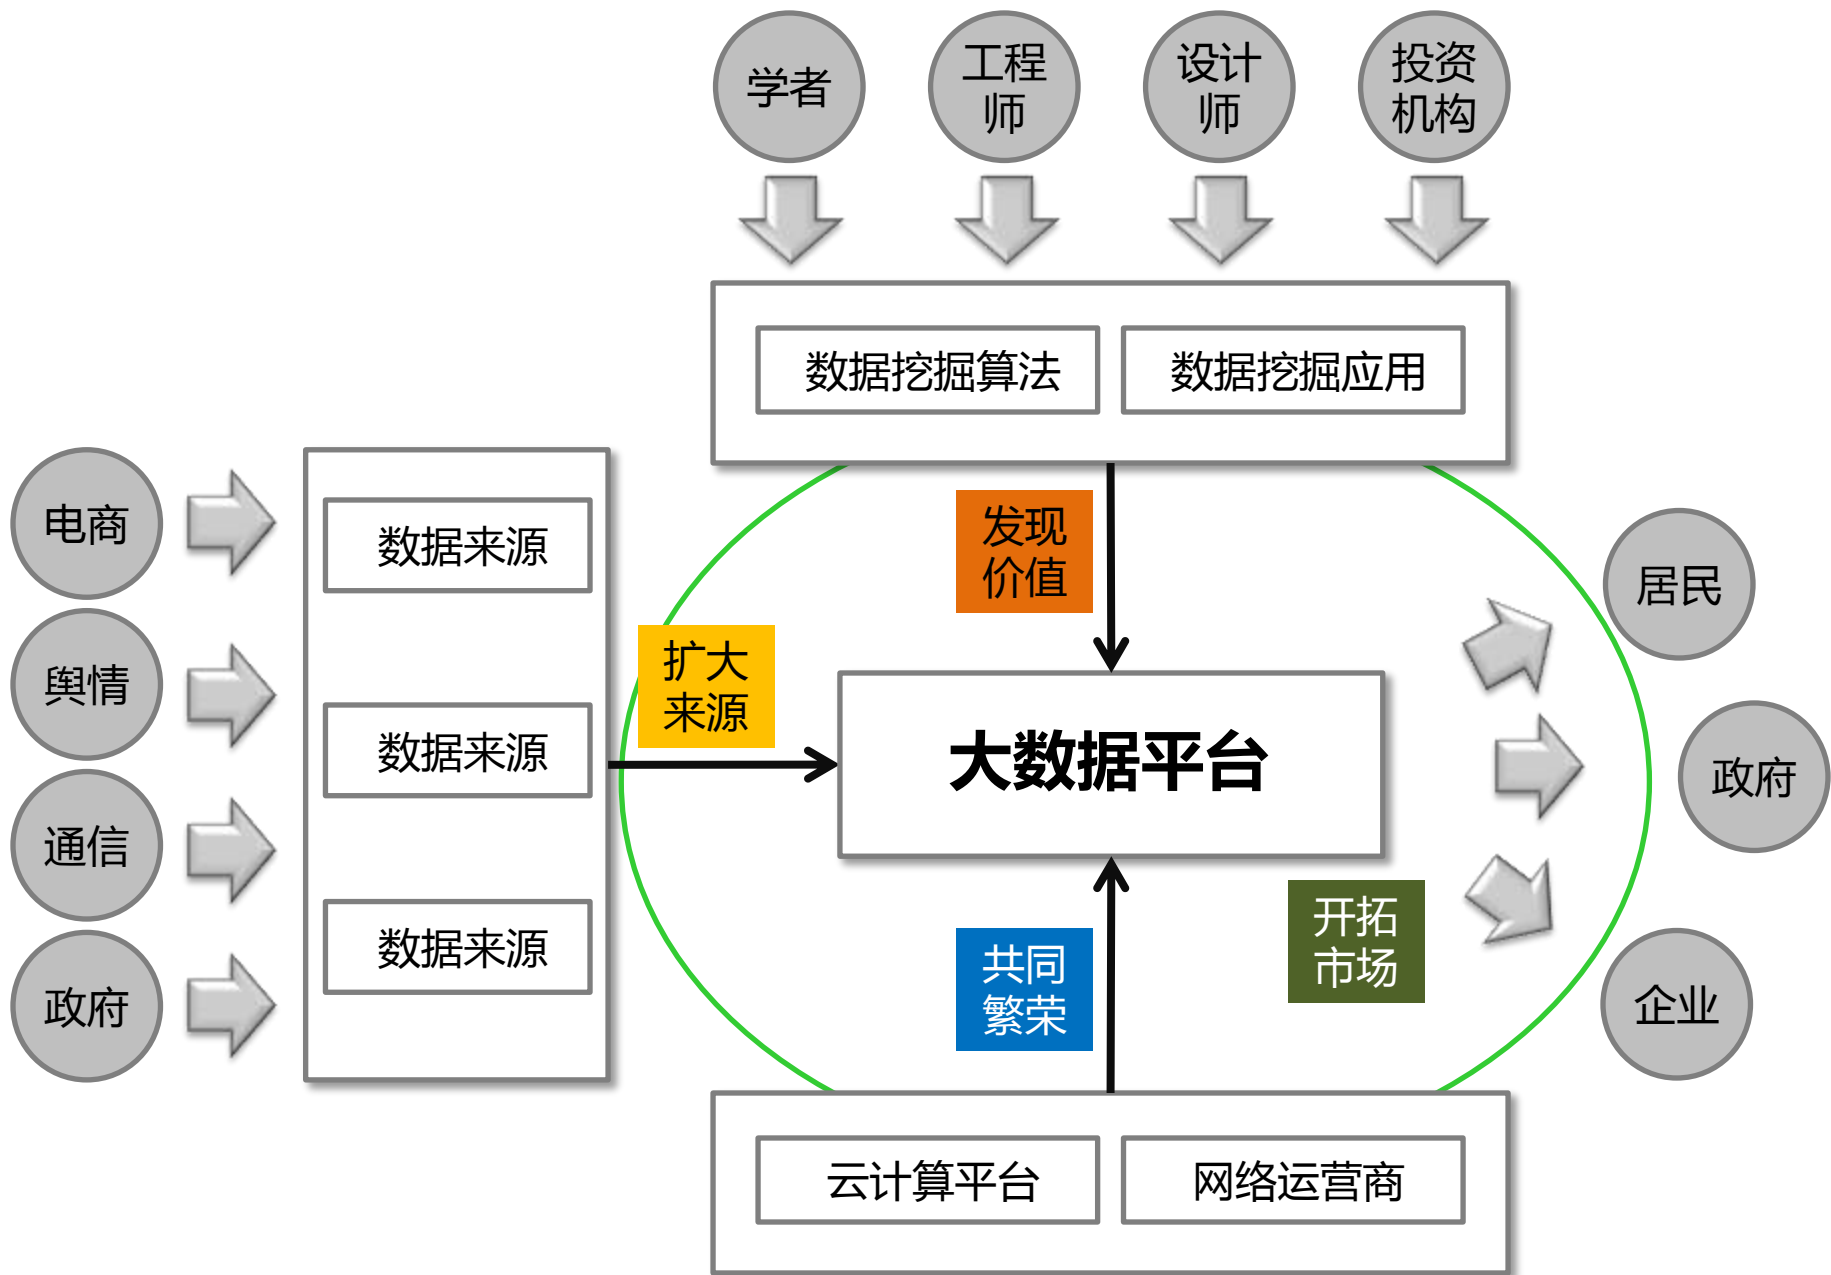 学者
工程
师
设计
师
投资
机构
数据挖掘算法
数据挖掘应用
电商
舆情
通信
政府
数据来源
数据来源
数据来源
扩大
来源
发现
价值
大数据平台
共同
繁荣
开拓
市场
居民
政府
企业
云计算平台
网络运营商